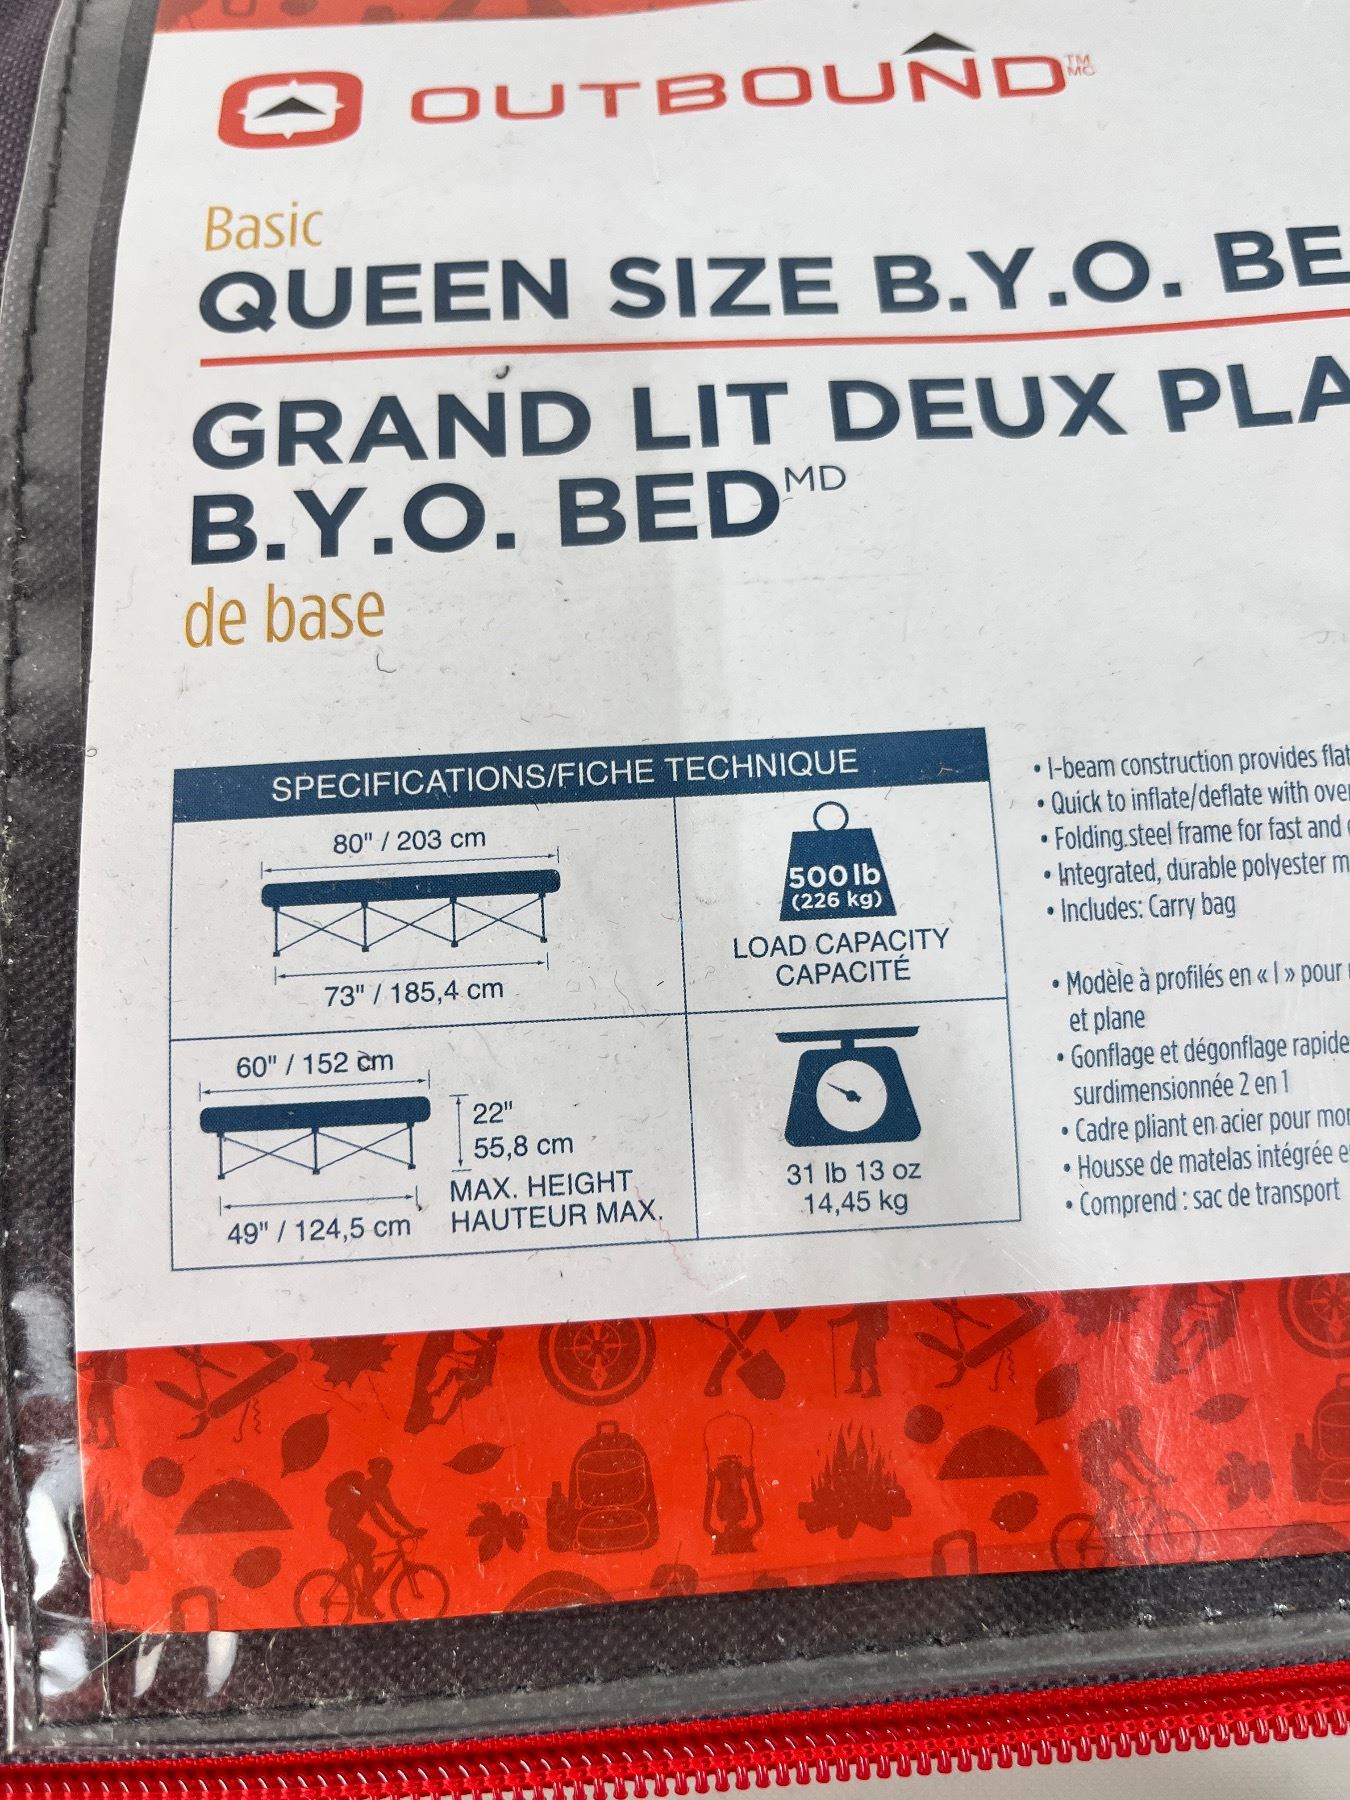 OUTBOUND TM MC
Basic
QUEEN SIZE B.Y.O. BE
GRAND LIT DEUX PLA
B.Y.O. BED MD
de base
SPECIFICATIONS/FICHE TECHNIQUE
80" / 203 cm
73" / 185,4 cm
500 lb
(226 kg)
LOAD CAPACITY
CAPACITÉ
60" / 152 cm
22"
55,8 cm
MAX. HEIGHT
HAUTEUR MAX.
49" / 124,5 cm
31 lb 13 oz
14,45 kg
• I-beam construction provides flat
• Quick to inflate/deflate with over
• Folding steel frame for fast and
• Integrated, durable polyester m
• Includes: Carry bag
• Modèle à profilés en « I » pour
et plane
• Gonflage et dégonflage rapide
surdimensionnée 2 en 1
• Cadre pliant en acier pour mon
• Housse de matelas intégrée e
• Comprend : sac de transport